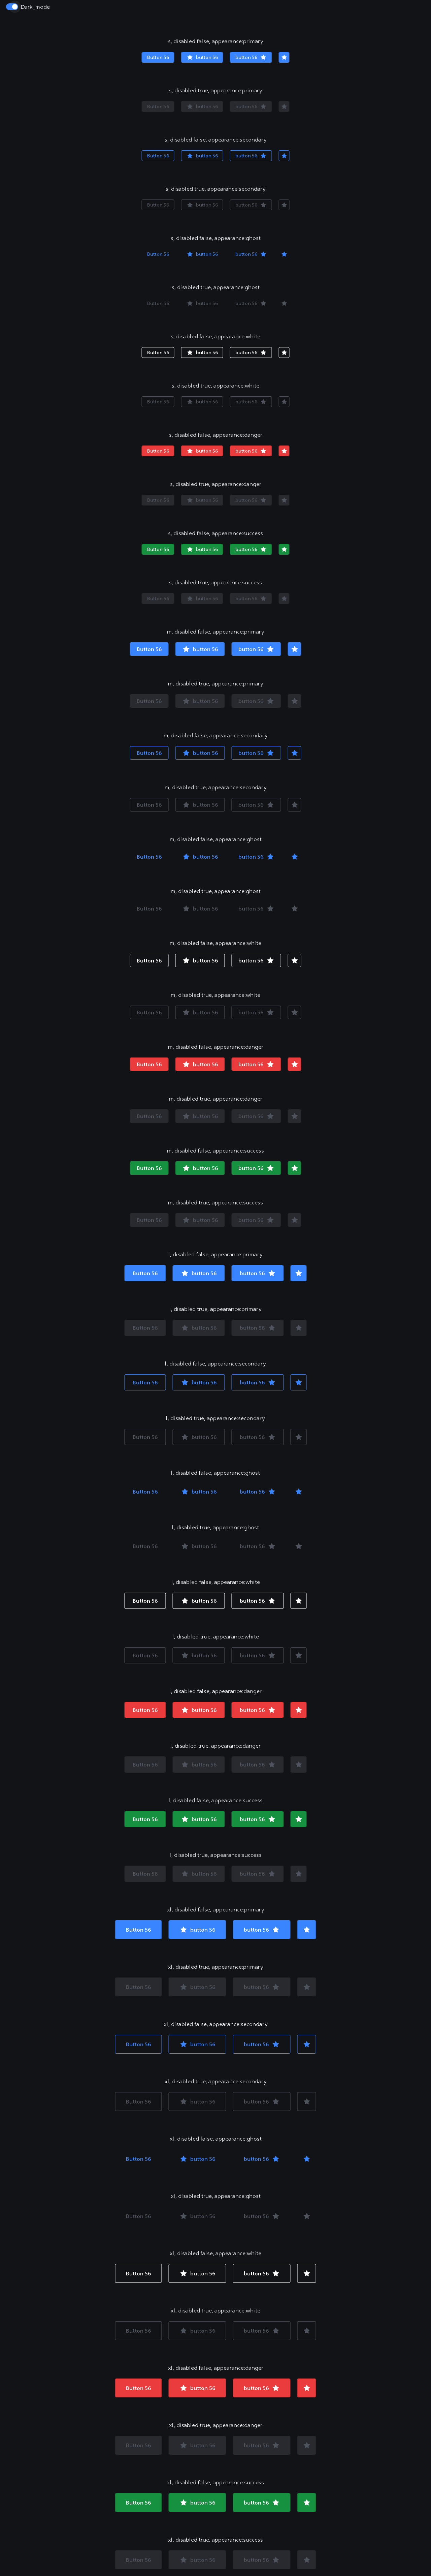 Dark_mode
s, disabled false, appearance:primary
Button 56 button 56 button 56
s, disabled true, appearance:primary
Button 56 button 56 button 56
s, disabled false, appearance:secondary
Button 56 button 56 button 56
s, disabled true, appearance:secondary
Button 56 button 56 button 56
s, disabled false, appearance:ghost
Button 56 button 56 button 56
s, disabled true, appearance:ghost
Button 56 button 56 button 56
s, disabled false, appearance:white
Button 56 button 56 button 56
s, disabled true, appearance:white
Button 56 button 56 button 56
s, disabled false, appearance:danger
Button 56 button 56 button 56
s, disabled true, appearance:danger
Button 56 button 56 button 56
s, disabled false, appearance:success
Button 56 button 56 button 56
s, disabled true, appearance:success
Button 56 button 56 button 56
m, disabled false, appearance:primary
Button 56 button 56 button 56
m, disabled true, appearance:primary
Button 56 button 56 button 56
m, disabled false, appearance:secondary
Button 56 button 56 button 56
m, disabled true, appearance:secondary
Button 56 button 56 button 56
m, disabled false, appearance:ghost
Button 56 button 56 button 56
m, disabled true, appearance:ghost
Button 56 button 56 button 56
m, disabled false, appearance:white
Button 56 button 56 button 56
m, disabled true, appearance:white
Button 56 button 56 button 56
m, disabled false, appearance:danger
Button 56 button 56 button 56
m, disabled true, appearance:danger
Button 56 button 56 button 56
m, disabled false, appearance:success
Button 56 button 56 button 56
m, disabled true, appearance:success
Button 56 button 56 button 56
l, disabled false, appearance:primary
Button 56 button 56 button 56
l, disabled true, appearance:primary
Button 56 button 56 button 56
l, disabled false, appearance:secondary
Button 56 button 56 button 56
l, disabled true, appearance:secondary
Button 56 button 56 button 56
l, disabled false, appearance:ghost
Button 56 button 56 button 56
l, disabled true, appearance:ghost
Button 56 button 56 button 56
l, disabled false, appearance:white
Button 56 button 56 button 56
l, disabled true, appearance:white
Button 56 button 56 button 56
l, disabled false, appearance:danger
Button 56 button 56 button 56
l, disabled true, appearance:danger
Button 56 button 56 button 56
l, disabled false, appearance:success
Button 56 button 56 button 56
l, disabled true, appearance:success
Button 56 button 56 button 56
xl, disabled false, appearance:primary
Button 56 button 56 button 56
xl, disabled true, appearance:primary
Button 56 button 56 button 56
xl, disabled false, appearance:secondary
Button 56 button 56 button 56
xl, disabled true, appearance:secondary
Button 56 button 56 button 56
xl, disabled false, appearance:ghost
Button 56 button 56 button 56
xl, disabled true, appearance:ghost
Button 56 button 56 button 56
xl, disabled false, appearance:white
Button 56 button 56 button 56
xl, disabled true, appearance:white
Button 56 button 56 button 56
xl, disabled false, appearance:danger
Button 56 button 56 button 56
xl, disabled true, appearance:danger
Button 56 button 56 button 56
xl, disabled false, appearance:success
Button 56 button 56 button 56
xl, disabled true, appearance:success
Button 56 button 56 button 56